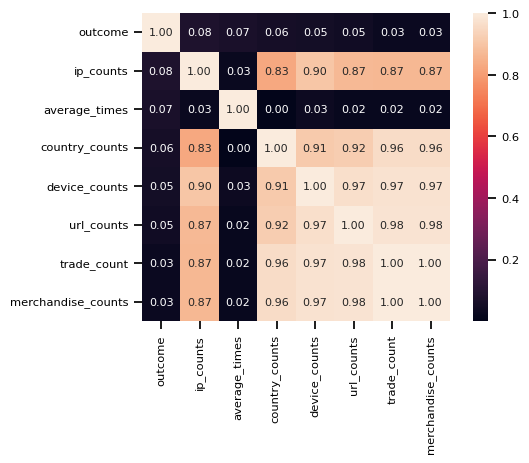 outcome 1.00 0.08 0.07 0.06 0.05 0.05 0.03 0.03
ip_counts 0.08 1.00 0.03 0.83 0.90 0.87 0.87 0.87
average_times 0.07 0.03 1.00 0.00 0.03 0.02 0.02 0.02
country_counts 0.06 0.83 0.00 1.00 0.91 0.92 0.96 0.96
device_counts 0.05 0.90 0.03 0.91 1.00 0.97 0.97 0.97
url_counts 0.05 0.87 0.02 0.92 0.97 1.00 0.98 0.98
trade_count 0.03 0.87 0.02 0.96 0.97 0.98 1.00 1.00
merchandise_counts 0.03 0.87 0.02 0.96 0.97 0.98 1.00 1.00
outcome
ip_counts
average_times
country_counts
device_counts
url_counts
trade_count
merchandise_counts
1.0
0.8
0.6
0.4
0.2